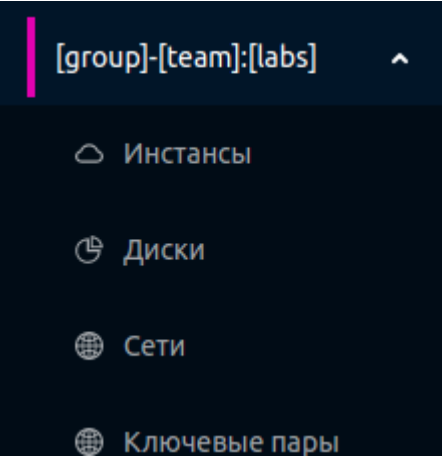 [group]-[team]:[labs]
Инстансы
Диски
Сети
Ключевые пары